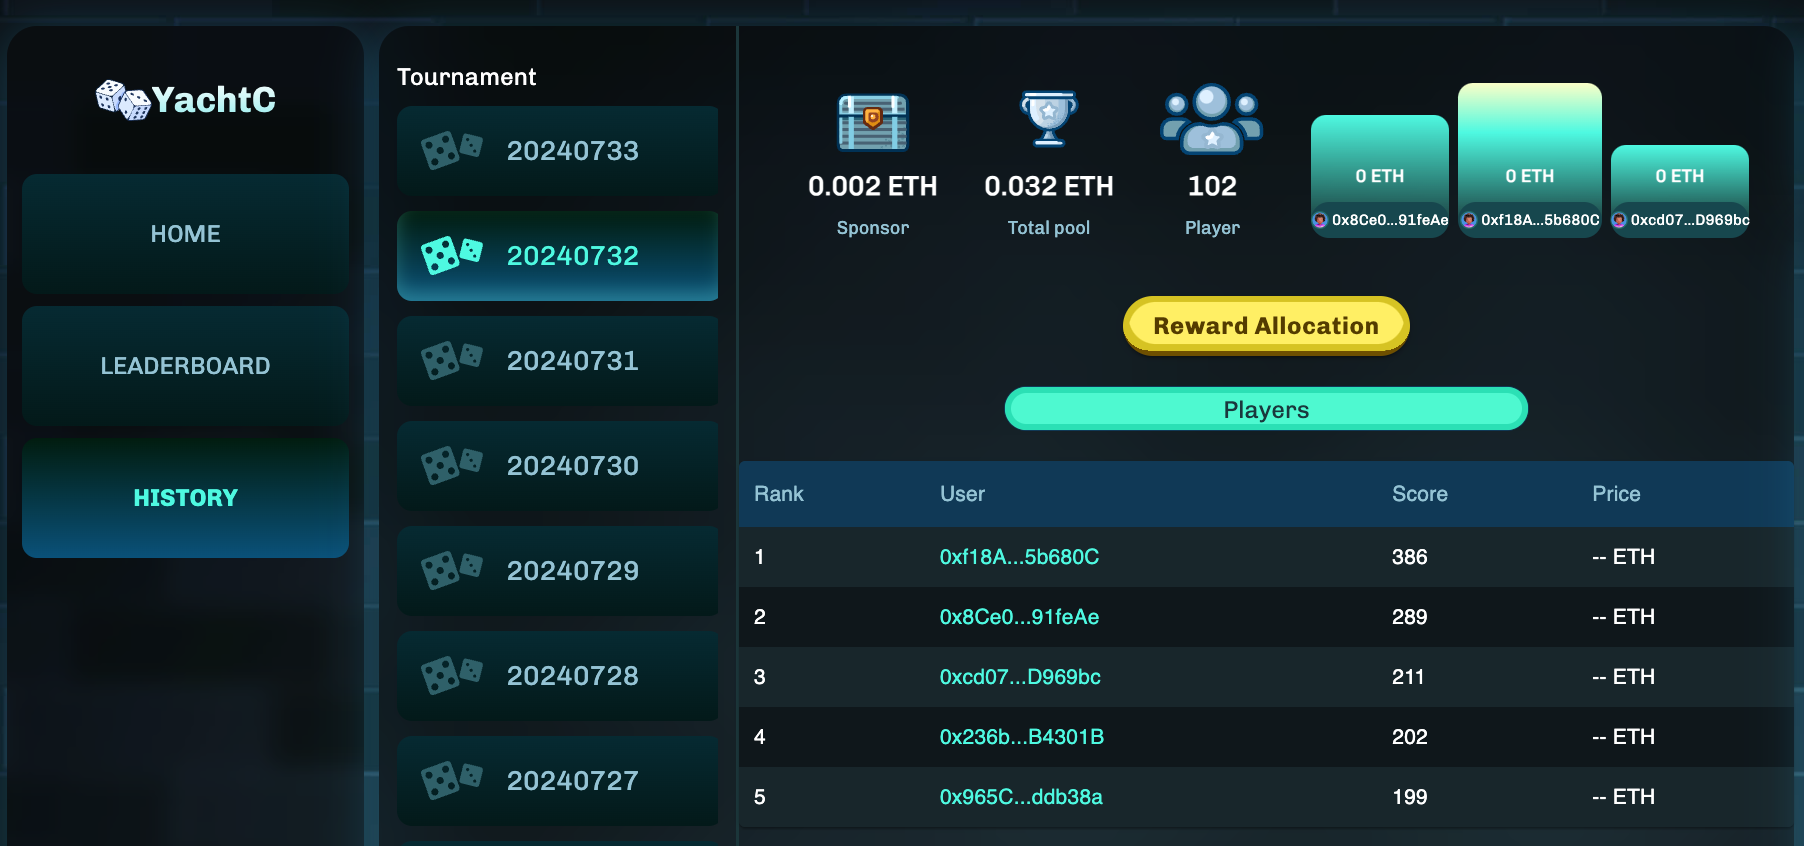 YachtC
HOME
LEADERBOARD
HISTORY
Tournament
20240733
20240732
20240731
20240730
20240729
20240728
20240727
0.002 ETH
Sponsor
0.032 ETH
Total pool
102
Player
0 ETH
0x8Ce0...91feAe
0 ETH
0xf18A...5b680C
0 ETH
0xcd07...D969bc
Reward Allocation
Players
Rank User Score Price
1 0xf18A...5b680C 386 -- ETH
2 0x8Ce0...91feAe 289 -- ETH
3 0xcd07...D969bc 211 -- ETH
4 0x236b...B4301B 202 -- ETH
5 0x965C...ddb38a 199 -- ETH